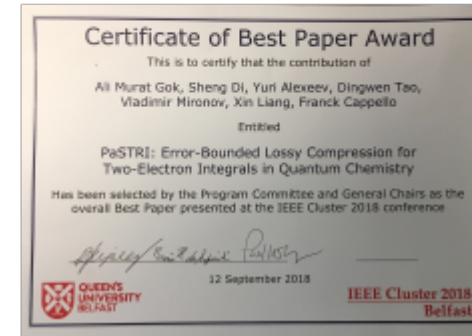 Certificate of Best Paper Award
This is to certify that the contribution of
Ali Murat Gok, Sheng Di, Yuri Alexeev, Dingwen Tao,
Vladimir Mironov, Xin Liang, Franck Cappello
Entitled
PaSTRI: Error-Bounded Lossy Compression for
Two-Electron Integrals in Quantum Chemistry
Has been selected by the Program Committee and General Chairs as the
overall Best Paper presented at the IEEE Cluster 2018 conference
12 September 2018
QUEEN'S
UNIVERSITY
BELFAST
IEEE Cluster 2018
Belfast